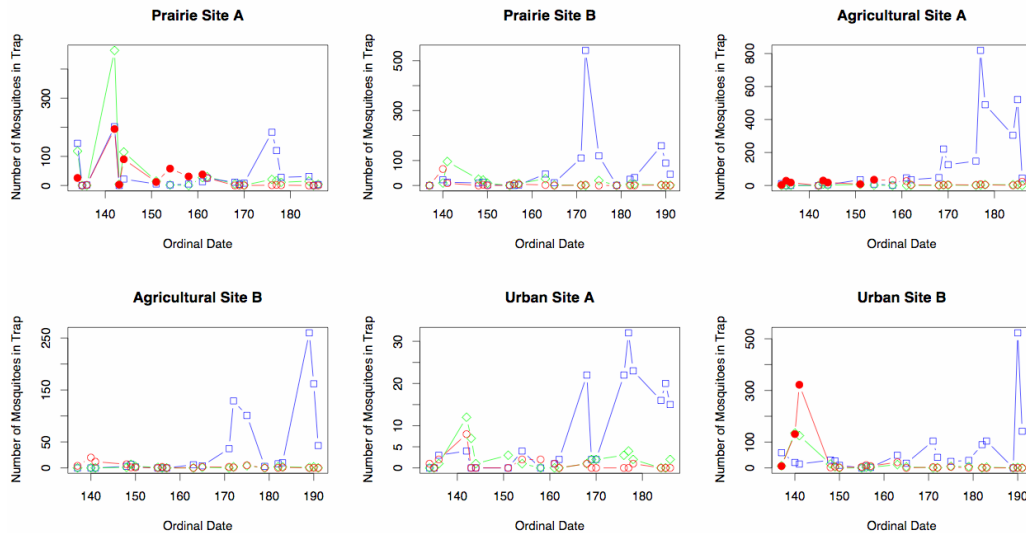 Prairie Site A
Number of Mosquitoes in Trap
0 100 400
140 150 160 170 180
Ordinal Date
Prairie Site B
Number of Mosquitoes in Trap
0 100 300 500
140 150 160 170 180 190
Ordinal Date
Agricultural Site A
Number of Mosquitoes in Trap
0 200 400 600 800
140 150 160 170 180
Ordinal Date
Agricultural Site B
Number of Mosquitoes in Trap
0 50 150 250
140 150 160 170 180 190
Ordinal Date
Urban Site A
Number of Mosquitoes in Trap
0 5 10 20 30
140 150 160 170 180
Ordinal Date
Urban Site B
Number of Mosquitoes in Trap
0 100 300 500
140 150 160 170 180 190
Ordinal Date